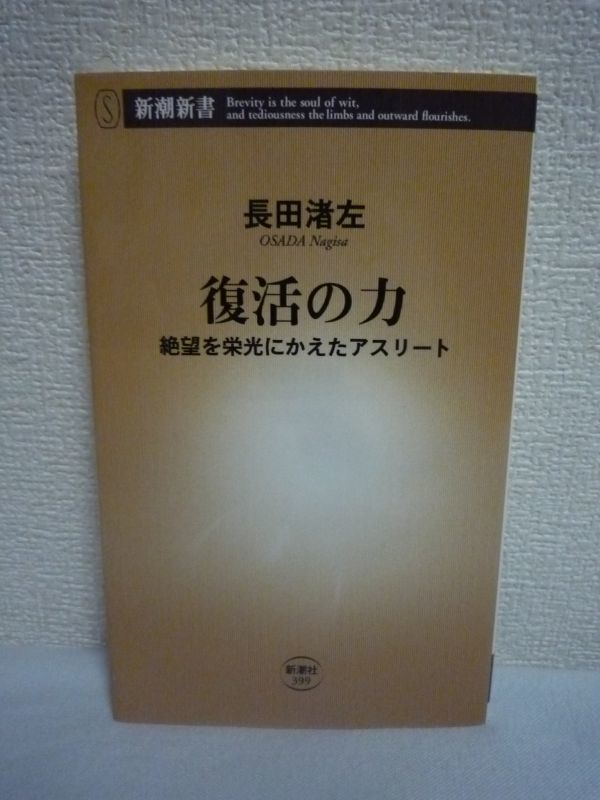 S
新潮新書
Brevity is the soul of wit,
and tediousness the limbs and outward flourishes.
長田渚左
OSADA Nagisa
復活の力
絶望を栄光にかえたアスリート
新潮社
399